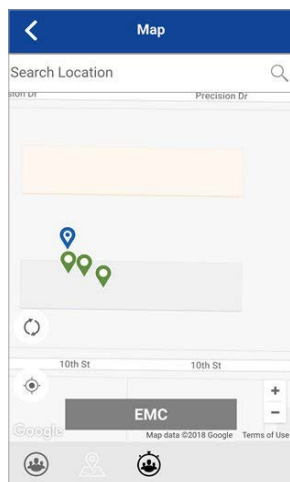 Map
Search Location
Precision Dr
10th St
10th St
EMC
Google
Map data ©2018 Google
Terms of Use